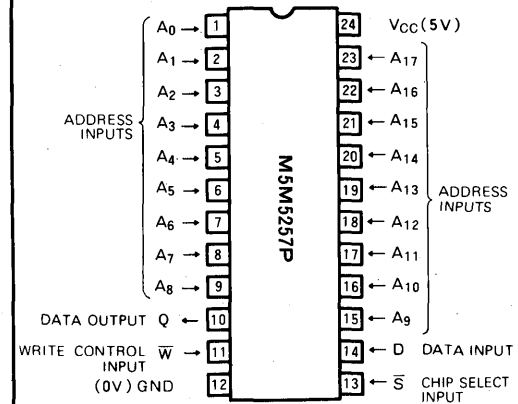 A0 → 1 24 VCC(5V)
A1 → 2 23 ← A17
A2 → 3 22 ← A16
A3 → 4 21 ← A15
ADDRESS INPUTS
A4 → 5 20 ← A14
A5 → 6 19 ← A13
ADDRESS INPUTS
A6 → 7 18 ← A12
A7 → 8 17 ← A11
A8 → 9 16 ← A10
DATA OUTPUT Q ← 10 15 ← A9
WRITE CONTROL INPUT W̅ → 11 14 ← D DATA INPUT
(0V) GND 12 13 ← S̅ CHIP SELECT INPUT
M5M5257P